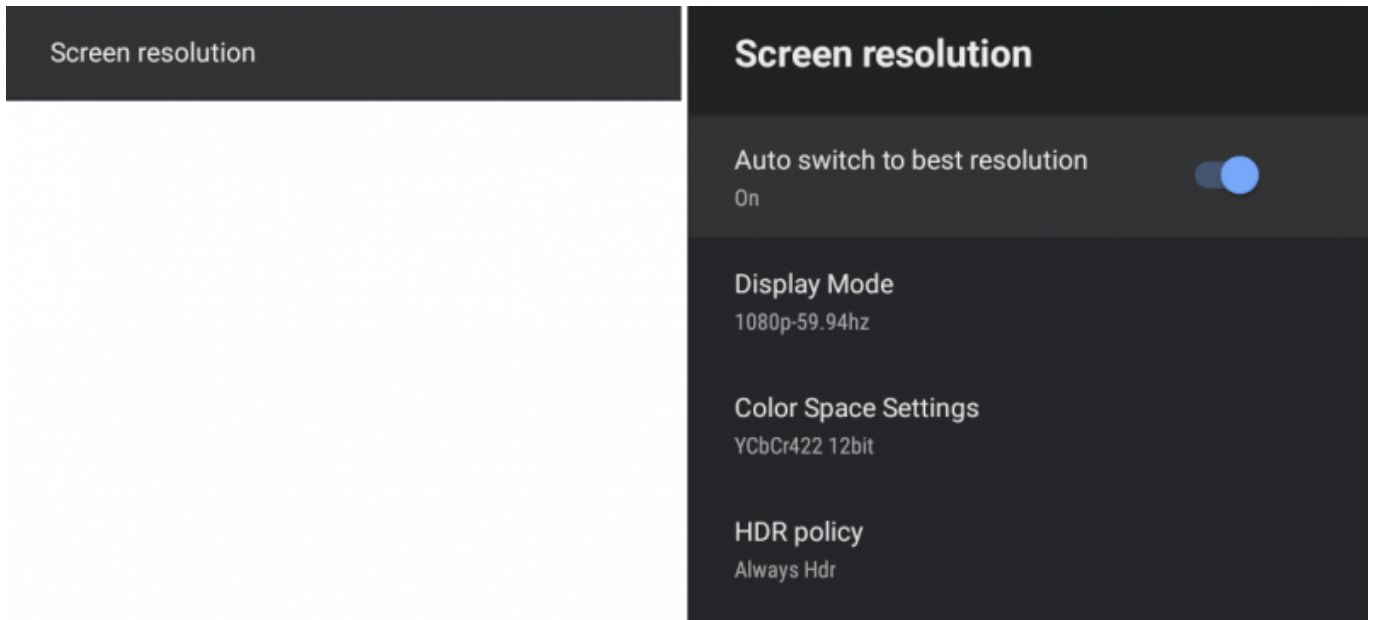 Screen resolution
Screen resolution
Auto switch to best resolution
On
Display Mode
1080p-59.94hz
Color Space Settings
YCbCr422 12bit
HDR policy
Always Hdr